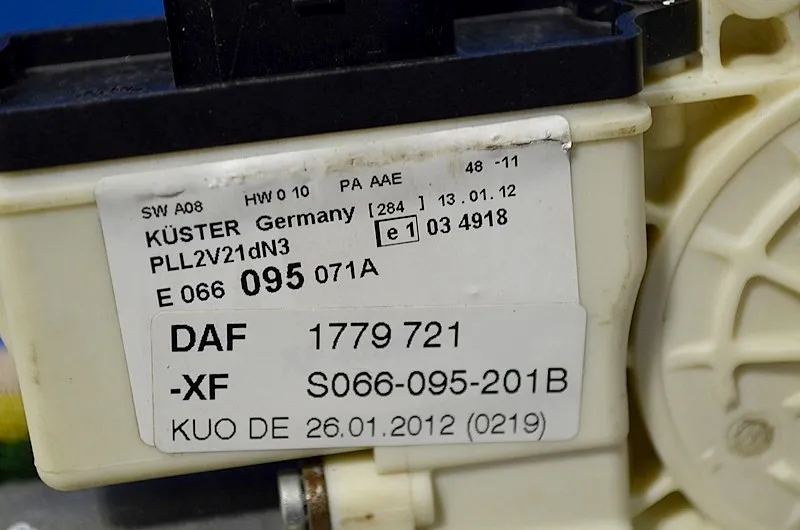 SW A08 HW 0 10 PA AAE 48 -11
KÜSTER Germany [284 ] 13.01.12
PLL2V21dN3 e1 03 4918
E 066 095 071A
DAF 1779 721
-XF S066-095-201B
KUO DE 26.01.2012 (0219)